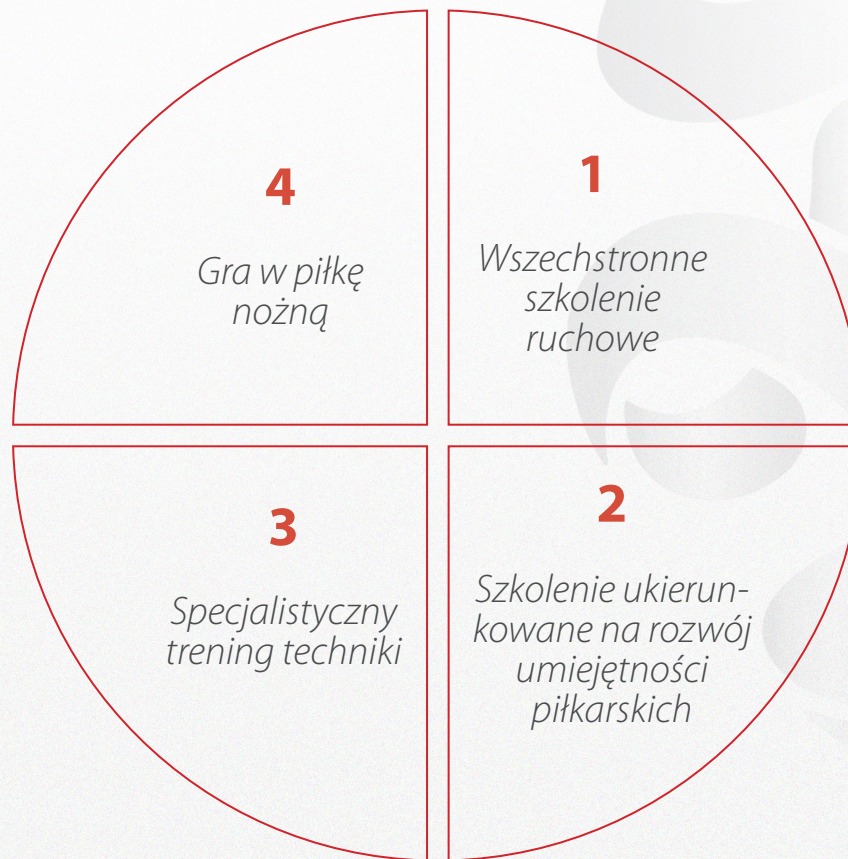 4
Gra w piłkę
nożną
1
Wszechstronne
szkolenie
ruchowe
3
Specjalistyczny
trening techniki
2
Szkolenie ukierun-
kowane na rozwój
umiejętności
piłkarskich